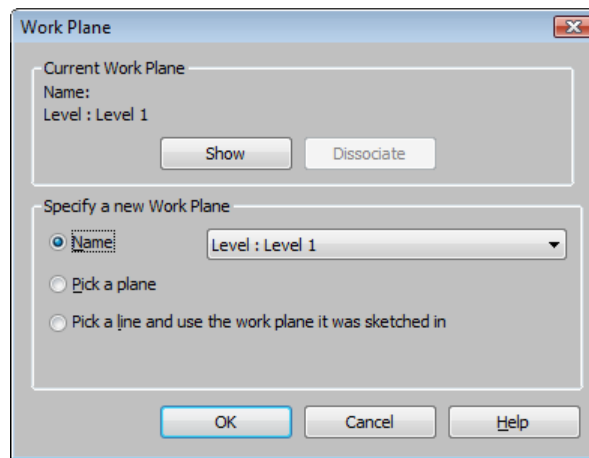 Work Plane
Current Work Plane
Name:
Level : Level 1
Show
Dissociate
Specify a new Work Plane
Name
Level : Level 1
Pick a plane
Pick a line and use the work plane it was sketched in
OK
Cancel
Help